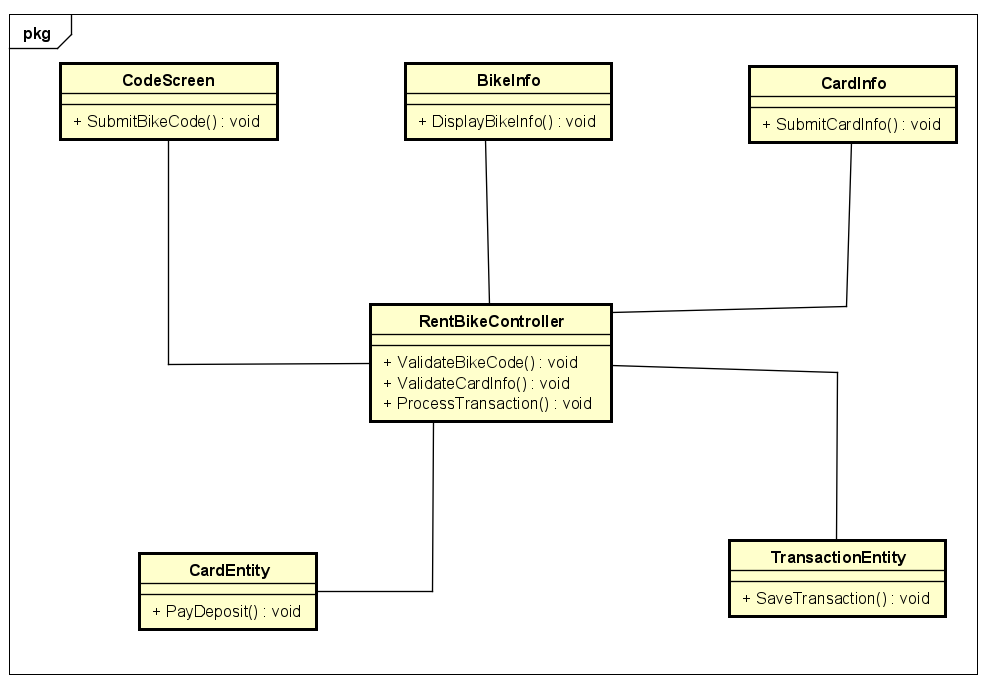 pkg
CodeScreen
+ SubmitBikeCode() : void
BikeInfo
+ DisplayBikeInfo() : void
CardInfo
+ SubmitCardInfo() : void
RentBikeController
+ ValidateBikeCode() : void
+ ValidateCardInfo() : void
+ ProcessTransaction() : void
CardEntity
+ PayDeposit() : void
TransactionEntity
+ SaveTransaction() : void